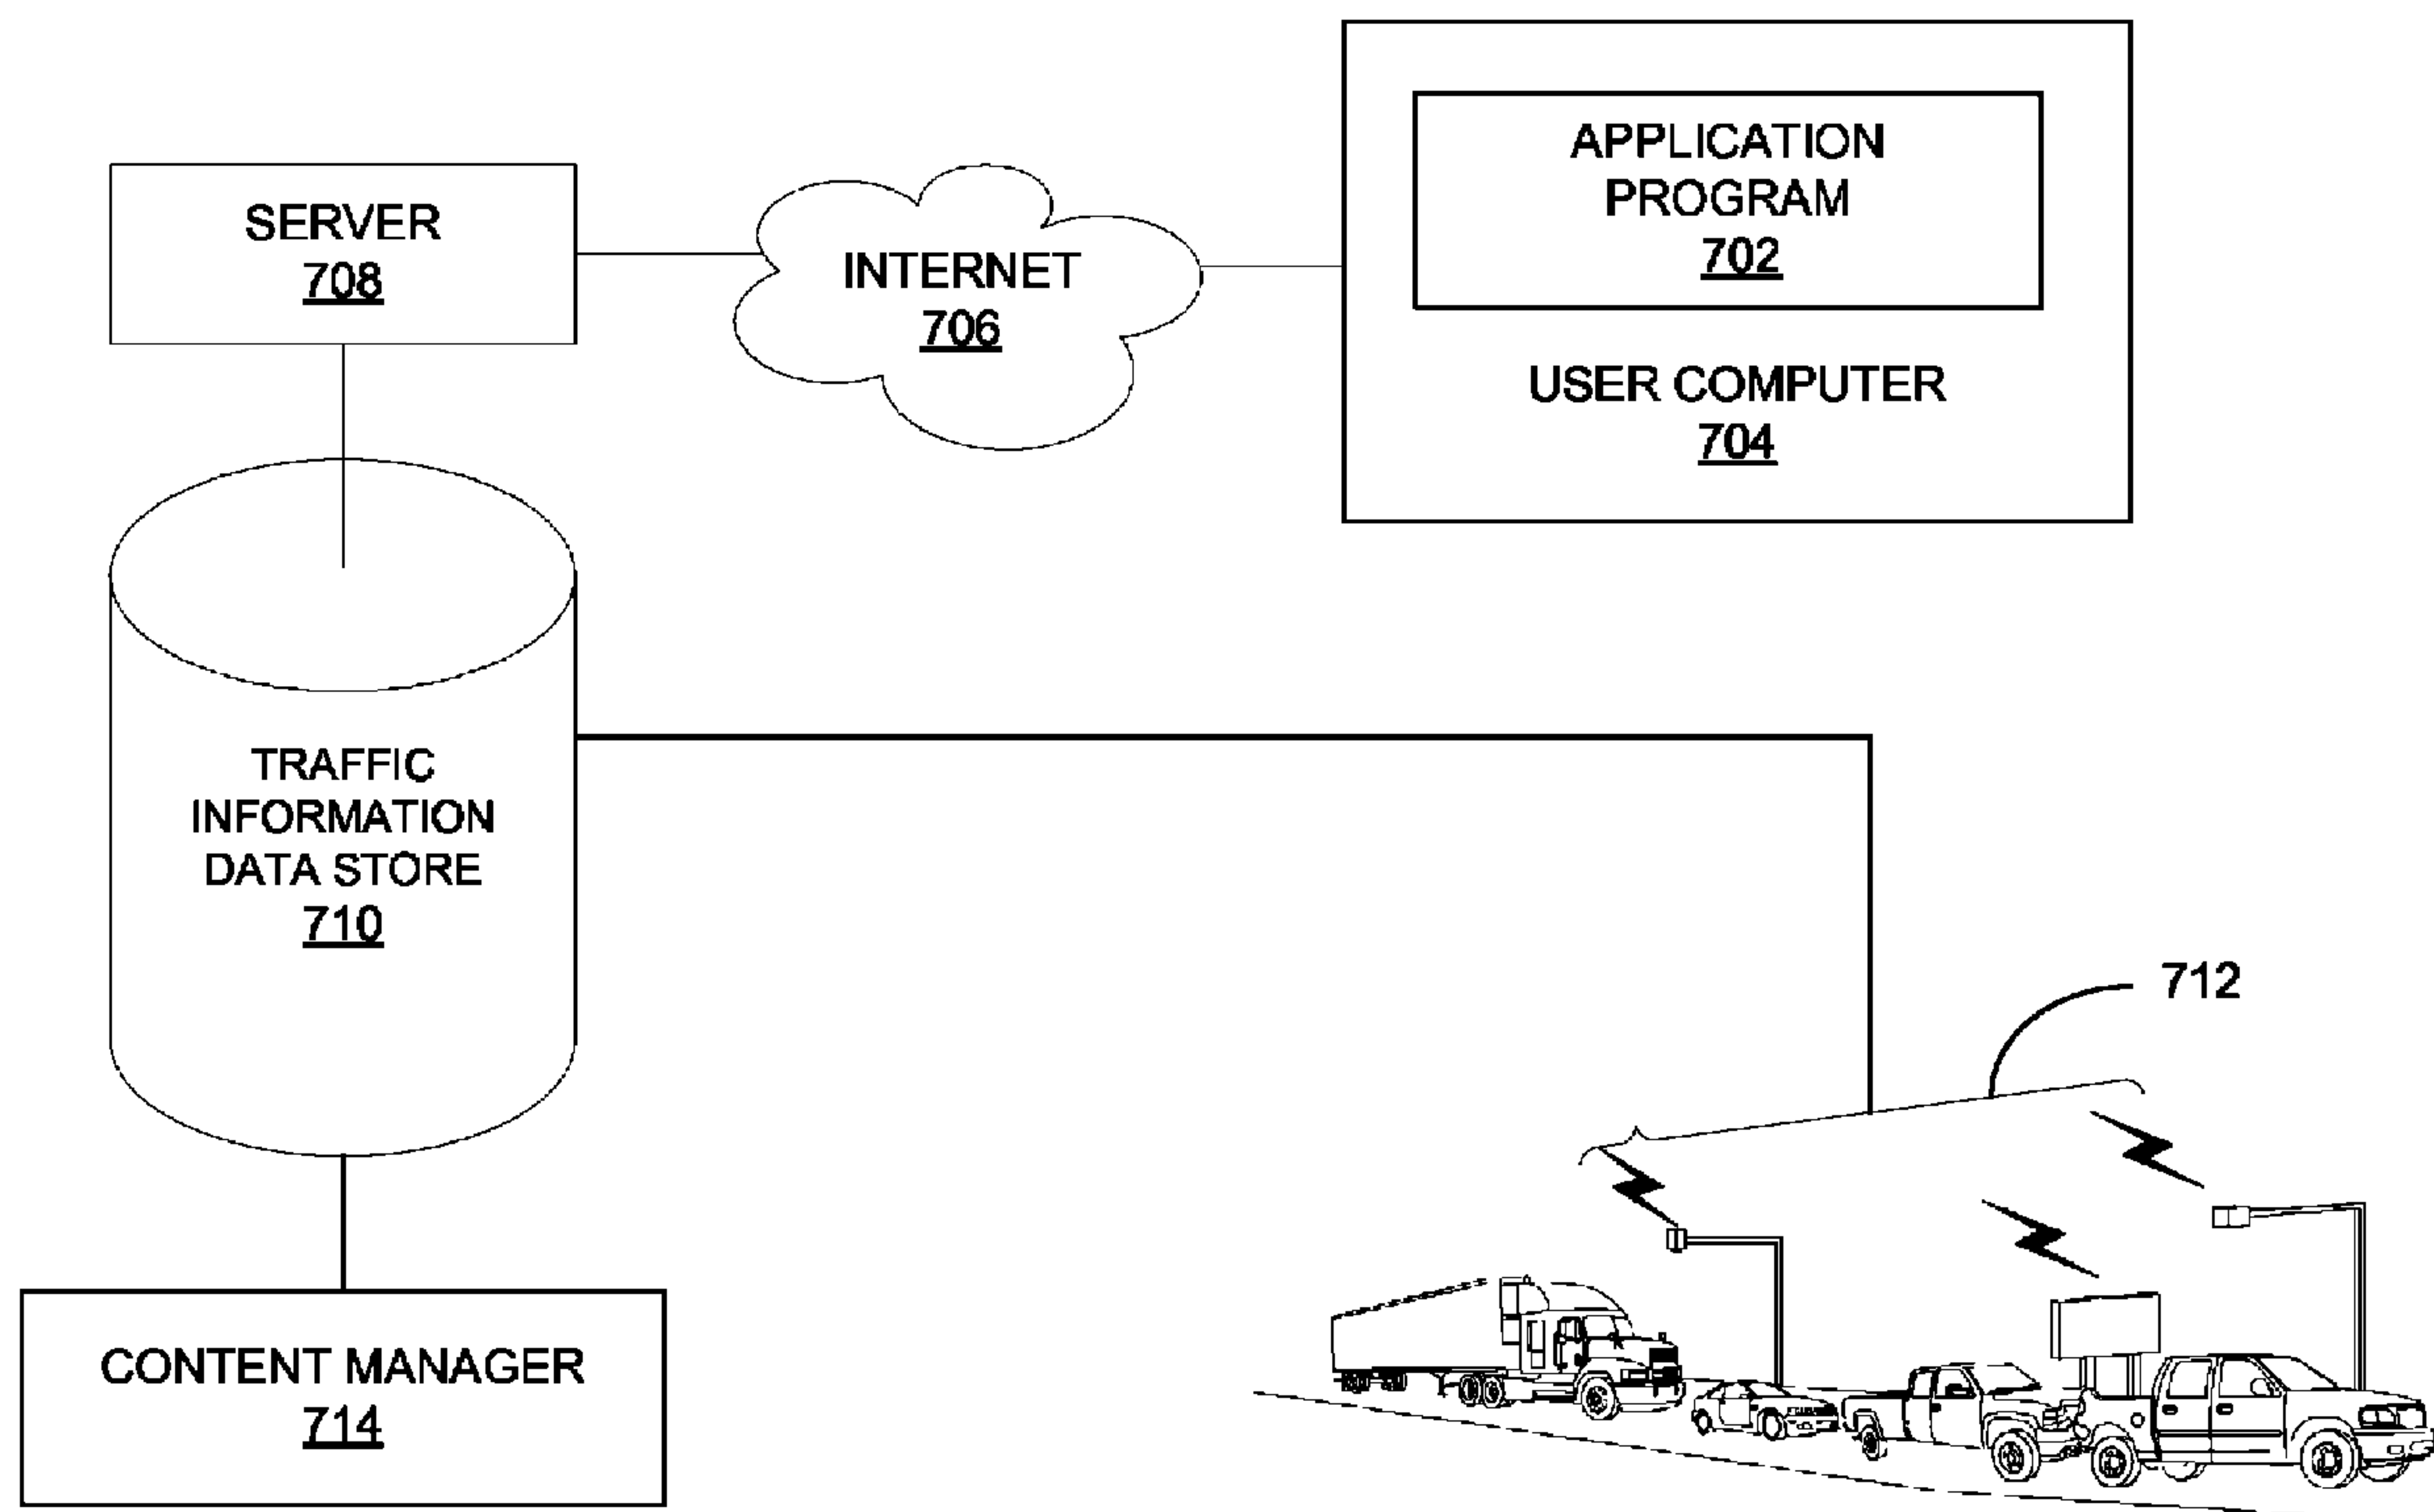 APPLICATION
PROGRAM
702
USER COMPUTER
704
SERVER
708
INTERNET
706
TRAFFIC
INFORMATION
DATA STORE
710
712
CONTENT MANAGER
714